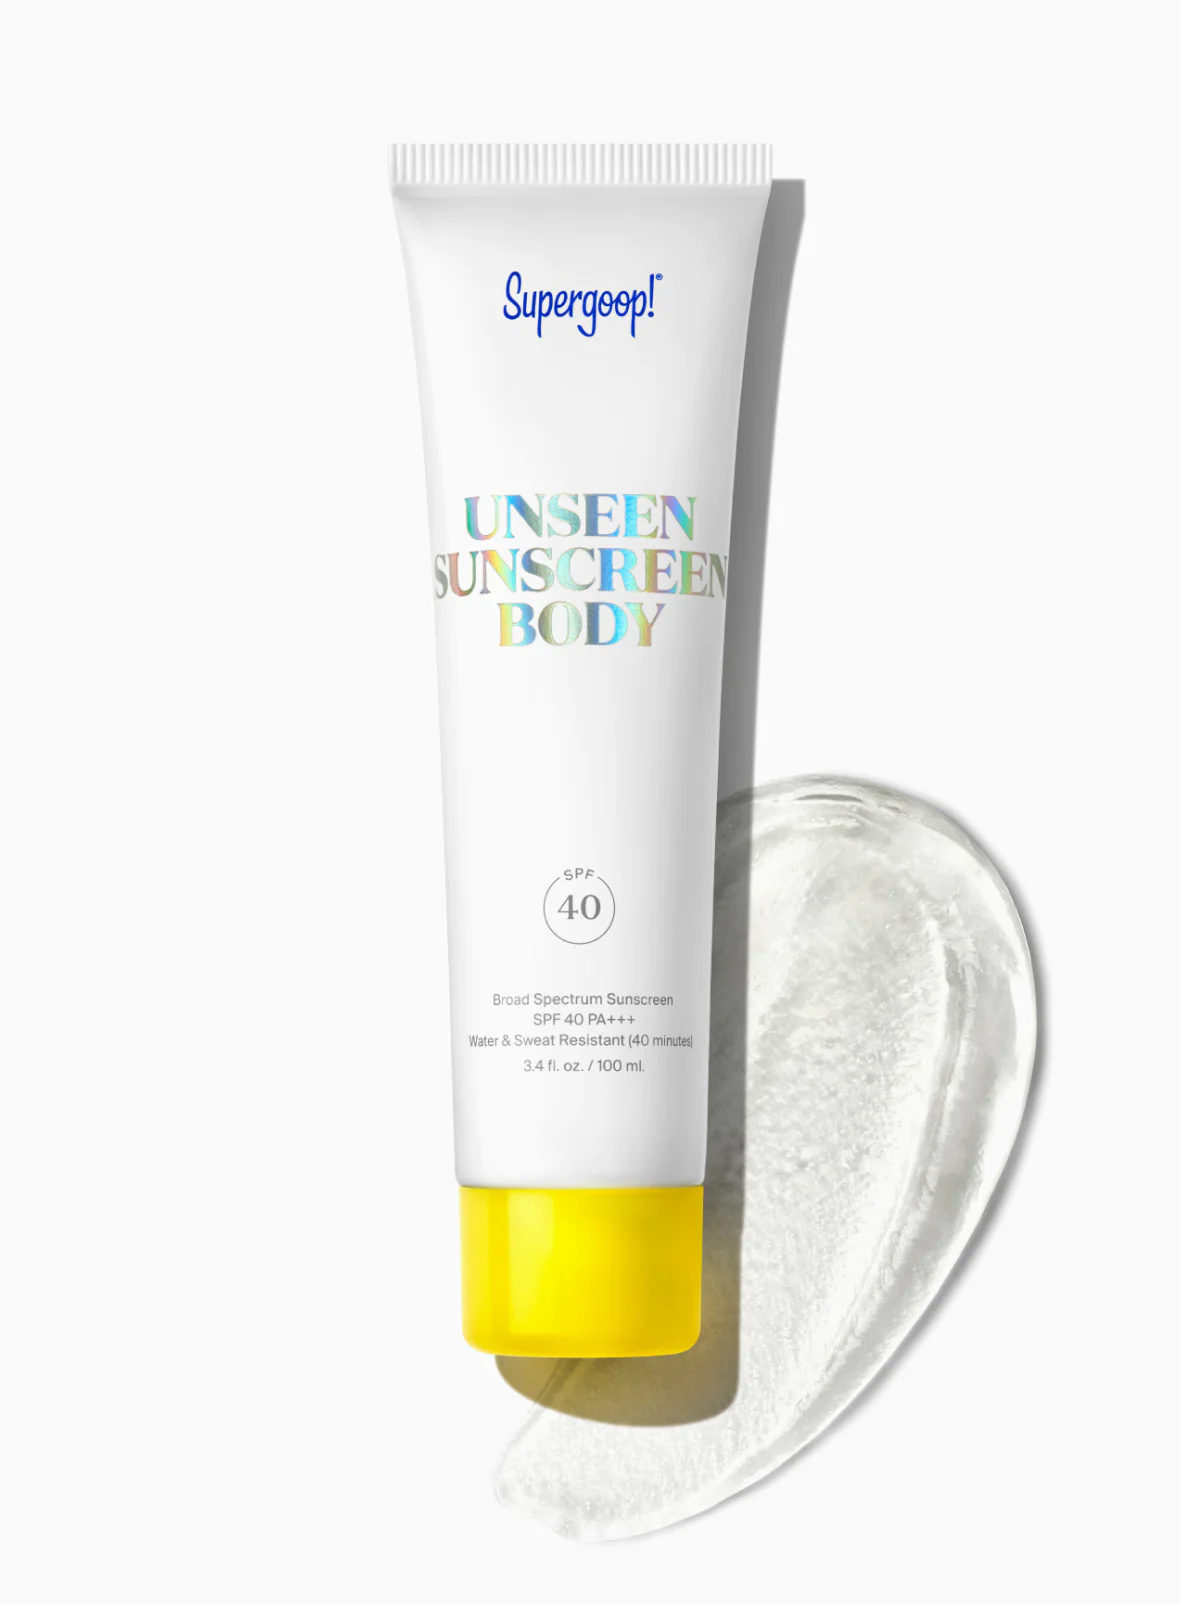 Supergoop!®
UNSEEN
SUNSCREEN
BODY
SPF
40
Broad Spectrum Sunscreen
SPF 40 PA+++
Water & Sweat Resistant (40 minutes)
3.4 fl. oz. / 100 ml.